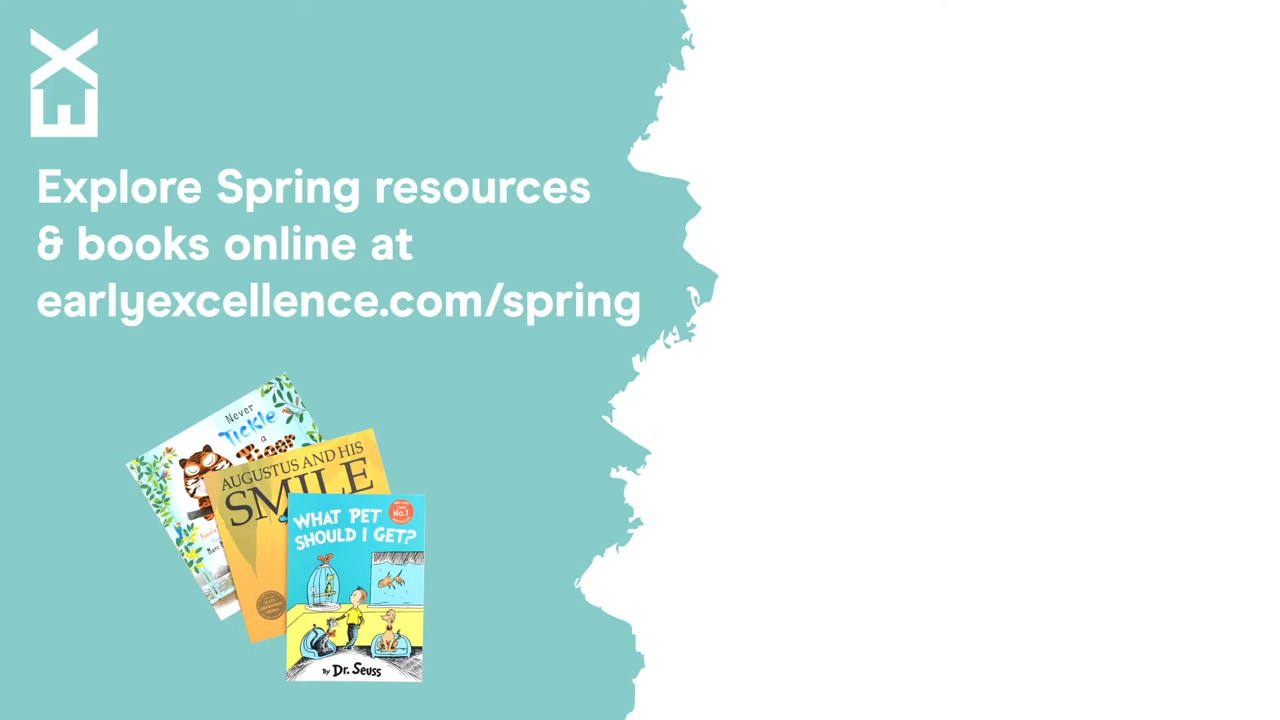 EX
Explore Spring resources
& books online at
earlyexcellence.com/spring
Never
Tickle
a
Tiger
AUGUSTUS AND HIS
SMILE
WHAT PET
SHOULD I GET?
No.1
By Dr. Seuss